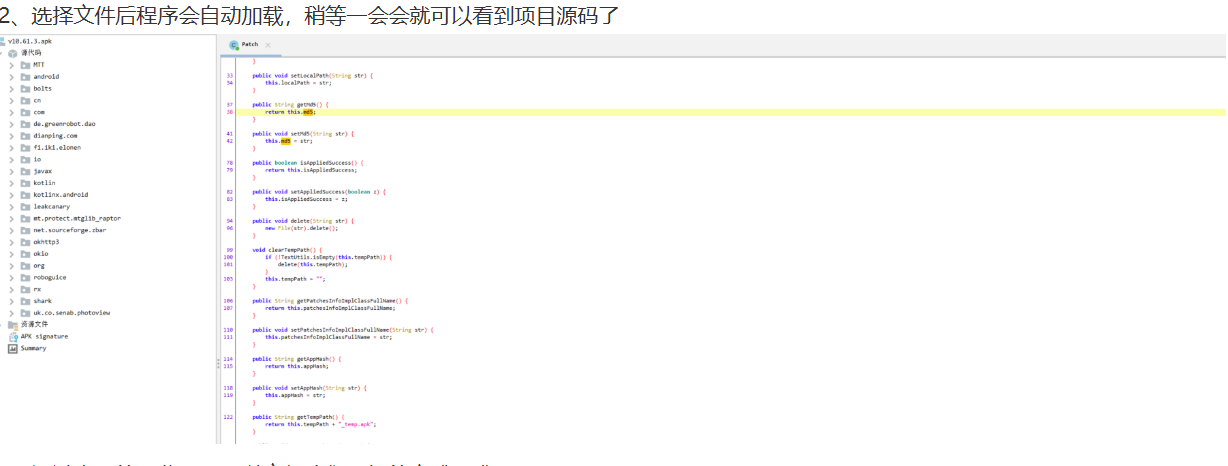 2、选择文件后程序会自动加载，稍等一会会就可以看到项目源码了
v10.61.3.apk
源代码
MTT
android
bolts
cn
com
de.greenrobot.dao
dianping.com
fi.iki.elonen
io
javax
kotlin
kotlinx.android
leakcanary
mt.protect.mtglib_raptor
net.sourceforge.zbar
okhttp3
okio
org
roboguice
rx
shark
uk.co.senab.photoview
资源文件
APK signature
Summary
Patch
}
33 public void setLocalPath(String str) {
34 this.localPath = str;
}
37 public String getMd5() {
38 return this.md5;
}
41 public void setMd5(String str) {
42 this.md5 = str;
}
78 public boolean isAppliedSuccess() {
79 return this.isAppliedSuccess;
}
82 public void setAppliedSuccess(boolean z) {
83 this.isAppliedSuccess = z;
}
94 public void delete(String str) {
96 new File(str).delete();
}
99 void clearTempPath() {
100 if (!TextUtils.isEmpty(this.tempPath)) {
101 delete(this.tempPath);
}
103 this.tempPath = "";
}
106 public String getPatchesInfoImplClassFullName() {
107 return this.patchesInfoImplClassFullName;
}
110 public void setPatchesInfoImplClassFullName(String str) {
111 this.patchesInfoImplClassFullName = str;
}
114 public String getAppHash() {
115 return this.appHash;
}
118 public void setAppHash(String str) {
119 this.appHash = str;
}
122 public String getTempPath() {
return this.tempPath + "_temp.apk";
}